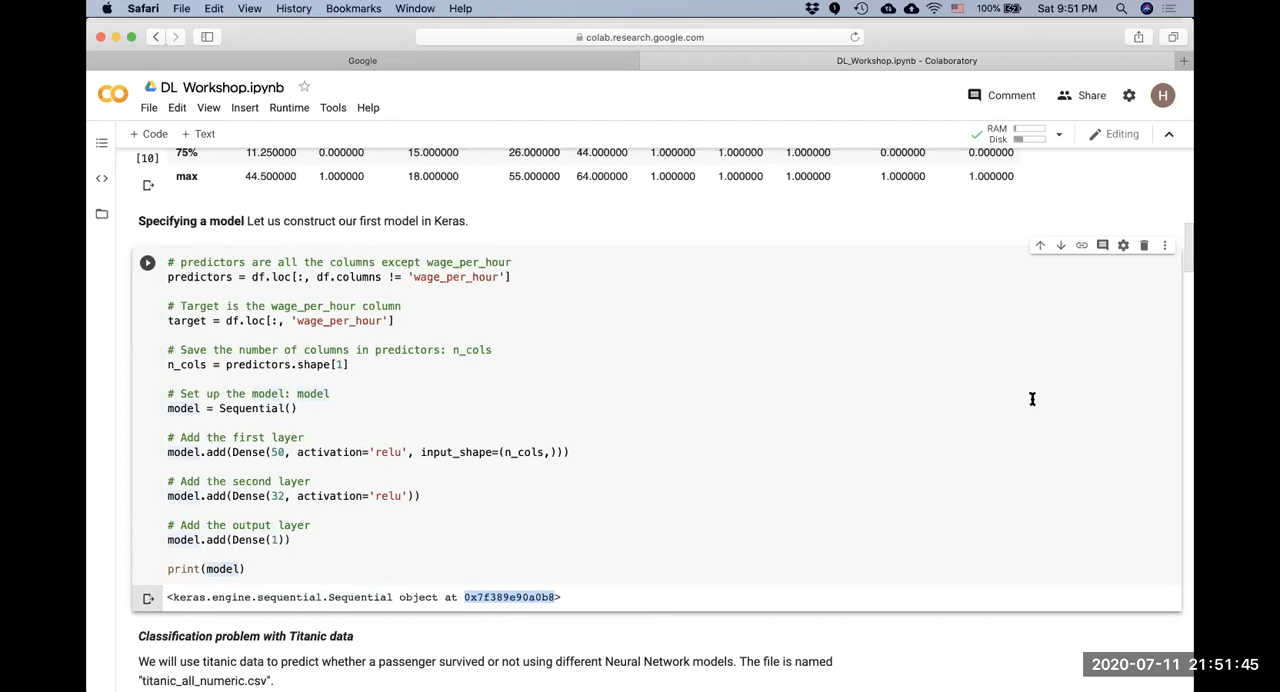 Safari File Edit View History Bookmarks Window Help 100% Sat 9:51 PM
colab.research.google.com
Google DL_Workshop.ipynb - Colaboratory
DL_Workshop.ipynb
File Edit View Insert Runtime Tools Help
Comment Share H
+ Code + Text
RAM
Disk
Editing
[10]
75% 11.250000 0.000000 15.000000 26.000000 44.000000 1.000000 1.000000 1.000000 0.000000 0.000000
max 44.500000 1.000000 18.000000 55.000000 64.000000 1.000000 1.000000 1.000000 1.000000 1.000000
Specifying a model Let us construct our first model in Keras.
# predictors are all the columns except wage_per_hour
predictors = df.loc[:, df.columns != 'wage_per_hour']
# Target is the wage_per_hour column
target = df.loc[:, 'wage_per_hour']
# Save the number of columns in predictors: n_cols
n_cols = predictors.shape[1]
# Set up the model: model
model = Sequential()
# Add the first layer
model.add(Dense(50, activation='relu', input_shape=(n_cols,)))
# Add the second layer
model.add(Dense(32, activation='relu'))
# Add the output layer
model.add(Dense(1))
print(model)
<keras.engine.sequential.Sequential object at 0x7f389e90a0b8>
Classification problem with Titanic data
We will use titanic data to predict whether a passenger survived or not using different Neural Network models. The file is named
"titanic_all_numeric.csv".
2020-07-11 21:51:45